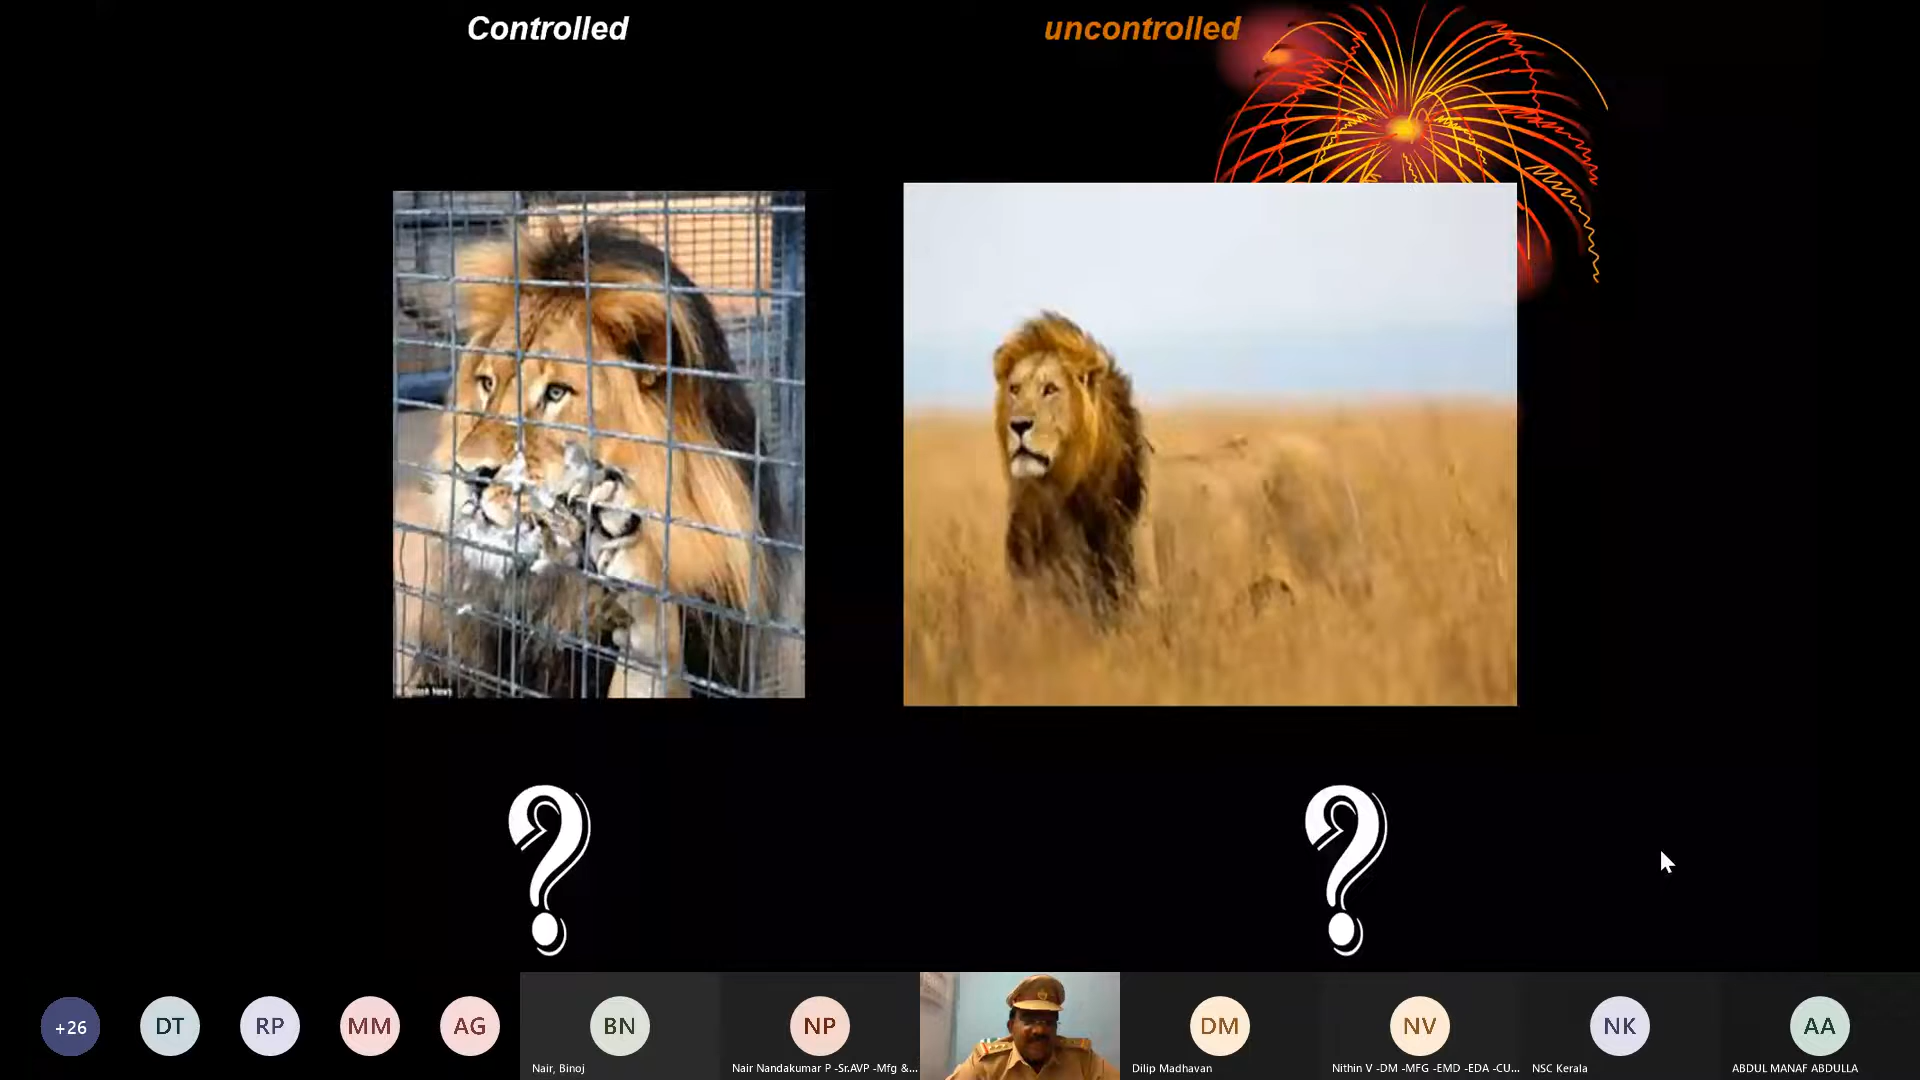 Controlled
uncontrolled
?
?
+26
DT
RP
MM
AG
BN
NP
DM
NV
NK
AA
Nair, Binoj
Nair Nandakumar P -Sr.AVP -Mfg &...
Dilip Madhavan
Nithin V -DM -MFG -EMD -EDA -CU...
NSC Kerala
ABDUL MANAF ABDULLA